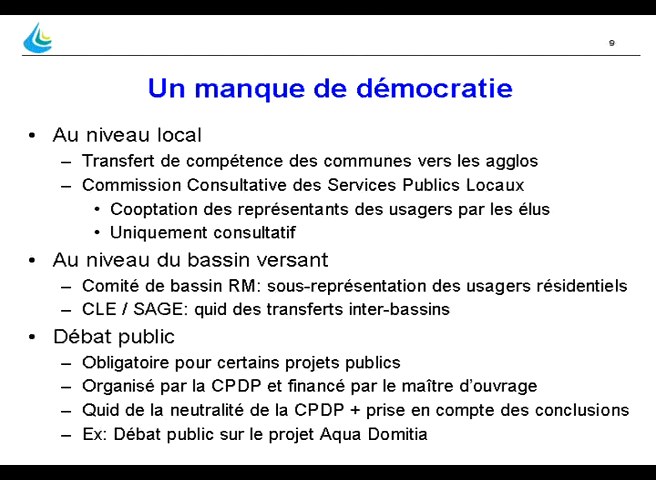 9
Un manque de démocratie
• Au niveau local
– Transfert de compétence des communes vers les agglos
– Commission Consultative des Services Publics Locaux
• Cooptation des représentants des usagers par les élus
• Uniquement consultatif
• Au niveau du bassin versant
– Comité de bassin RM: sous-représentation des usagers résidentiels
– CLE / SAGE: quid des transferts inter-bassins
• Débat public
– Obligatoire pour certains projets publics
– Organisé par la CPDP et financé par le maître d'ouvrage
– Quid de la neutralité de la CPDP + prise en compte des conclusions
– Ex: Débat public sur le projet Aqua Domitia